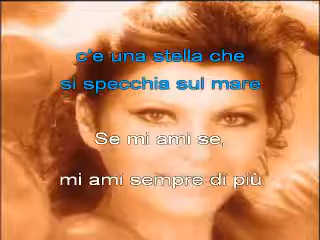 c'e una stella che
si specchia sul mare
Se mi ami se,
mi ami sempre di più